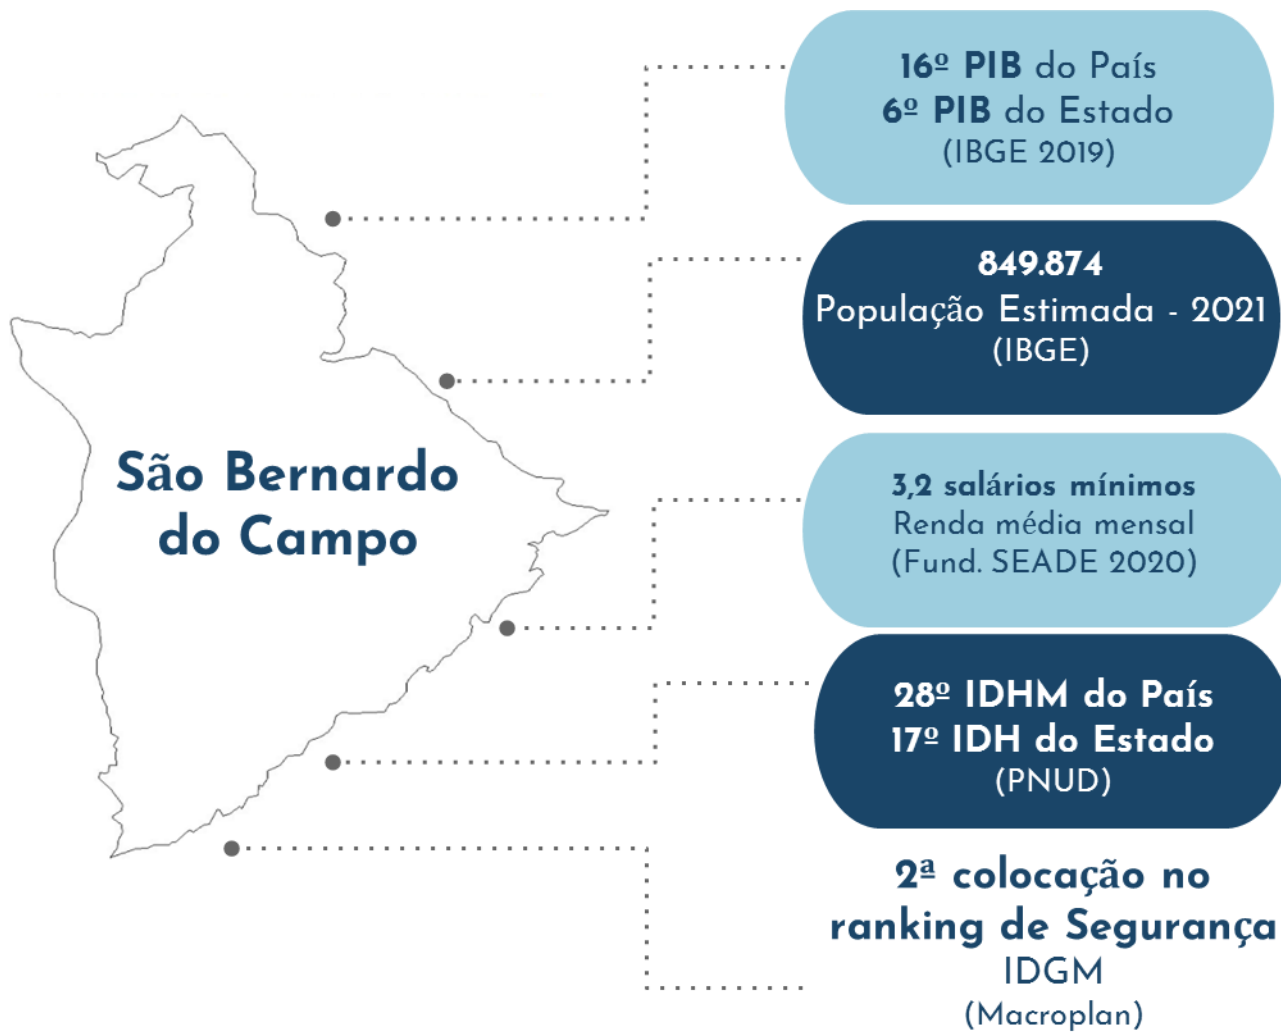 São Bernardo
do Campo
16º PIB do País
6º PIB do Estado
(IBGE 2019)
849.874
População Estimada - 2021
(IBGE)
3,2 salários mínimos
Renda média mensal
(Fund. SEADE 2020)
28º IDHM do País
17º IDH do Estado
(PNUD)
2ª colocação no
ranking de Segurança
IDGM
(Macroplan)